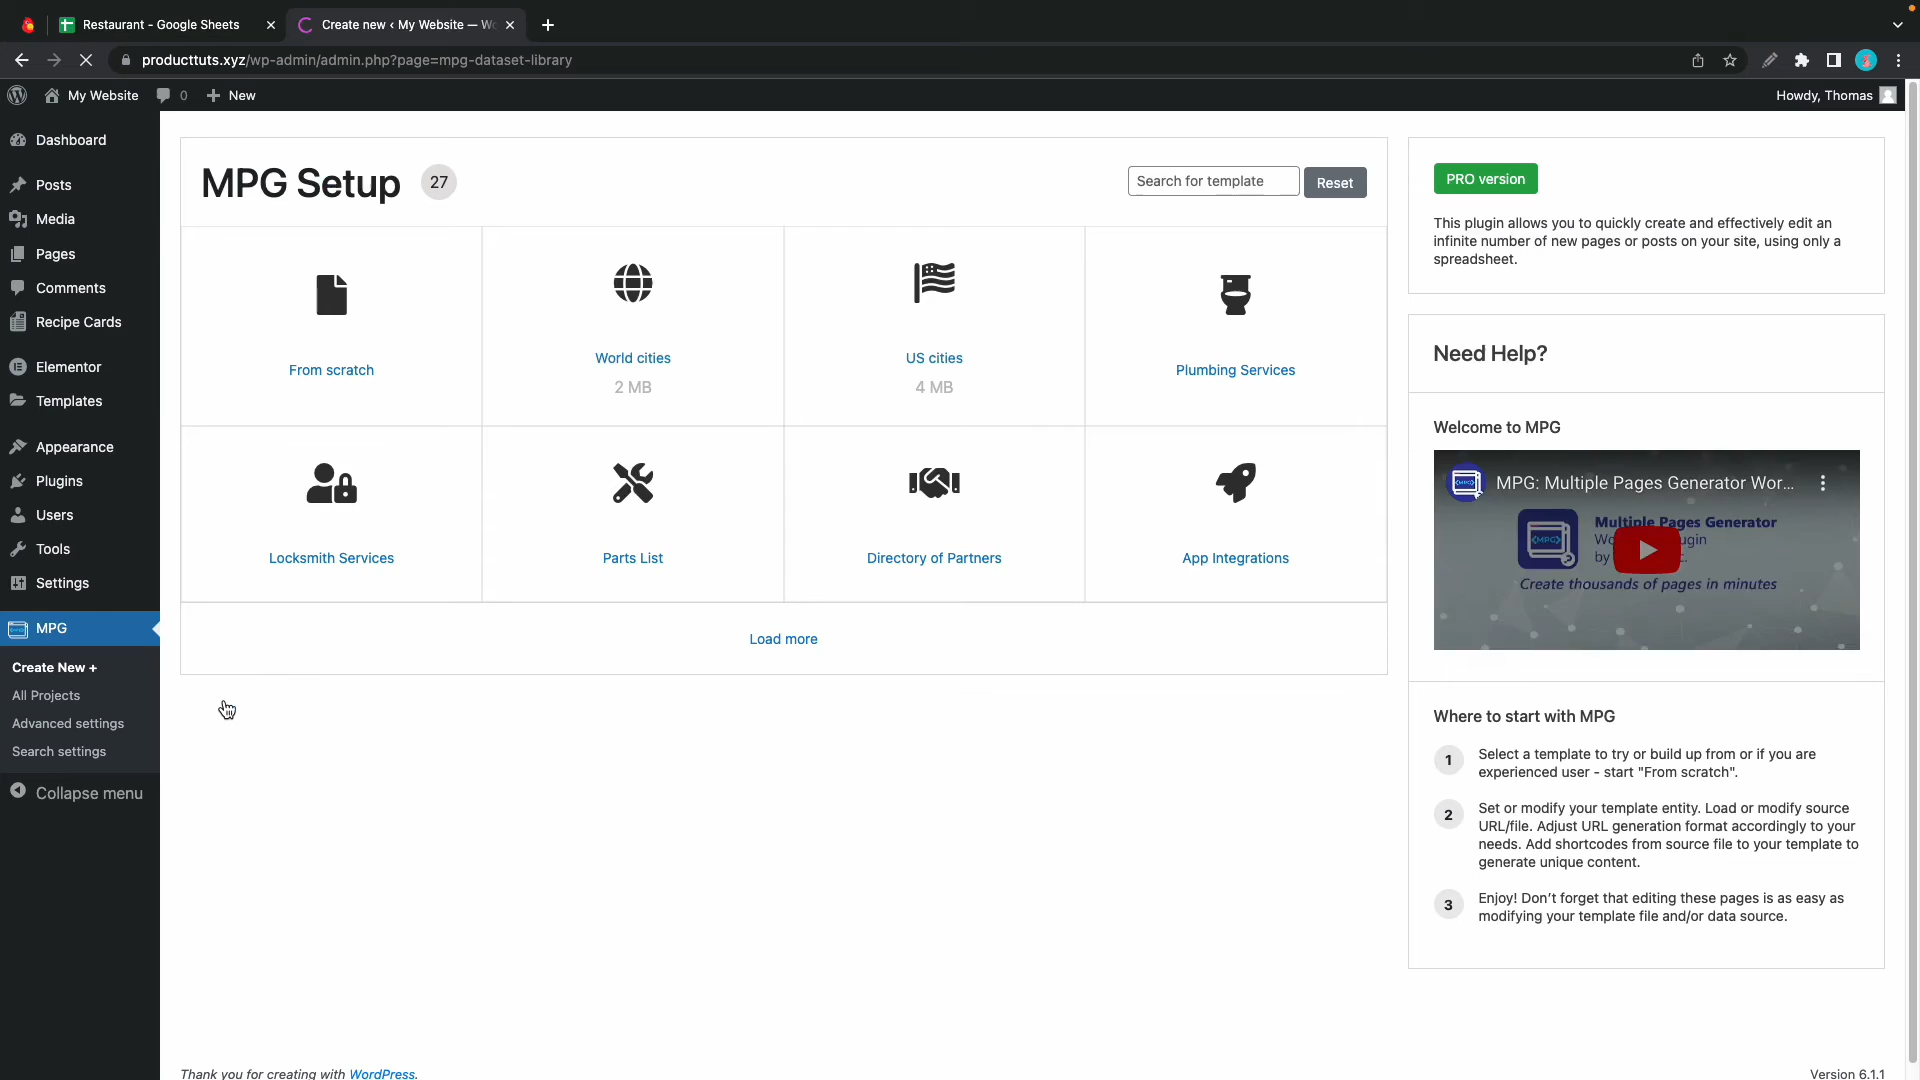 Restaurant - Google Sheets
Create new ‹ My Website — Wo
producttuts.xyz/wp-admin/admin.php?page=mpg-dataset-library
My Website
0
New
Howdy, Thomas
Dashboard
Posts
Media
Pages
Comments
Recipe Cards
Elementor
Templates
Appearance
Plugins
Users
Tools
Settings
MPG
Create New +
All Projects
Advanced settings
Search settings
Collapse menu
MPG Setup
27
Search for template
Reset
From scratch
World cities
2 MB
US cities
4 MB
Plumbing Services
Locksmith Services
Parts List
Directory of Partners
App Integrations
Load more
PRO version
This plugin allows you to quickly create and effectively edit an
infinite number of new pages or posts on your site, using only a
spreadsheet.
Need Help?
Welcome to MPG
MPG: Multiple Pages Generator Wor...
Multiple Pages Generator
by
Create thousands of pages in minutes
Where to start with MPG
1
Select a template to try or build up from or if you are
experienced user - start "From scratch".
2
Set or modify your template entity. Load or modify source
URL/file. Adjust URL generation format accordingly to your
needs. Add shortcodes from source file to your template to
generate unique content.
3
Enjoy! Don't forget that editing these pages is as easy as
modifying your template file and/or data source.
Thank you for creating with WordPress.
Version 6.1.1